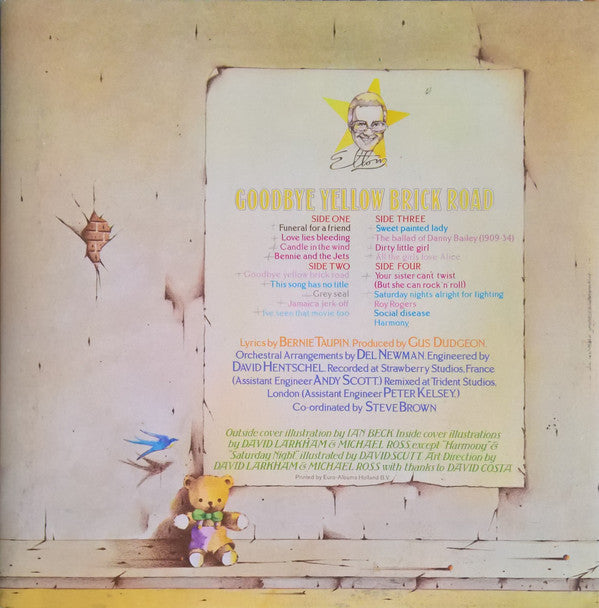 Elton
GOODBYE YELLOW BRICK ROAD
SIDE ONE
Funeral for a friend
Love lies bleeding
Candle in the wind
Bennie and the Jets
SIDE TWO
Goodbye yellow brick road
This song has no title
Grey seal
Jamaica jerk off
I've seen that movie too
SIDE THREE
Sweet painted lady
The ballad of Danny Bailey (1909-34)
Dirty little girl
All the girls love Alice
SIDE FOUR
Your sister can't twist
(But she can rock 'n roll)
Saturday nights alright for fighting
Roy Rogers
Social disease
Harmony
Lyrics by BERNIE TAUPIN. Produced by GUS DUDGEON.
Orchestral Arrangements by DEL NEWMAN. Engineered by
DAVID HENTSCHEL. Recorded at Strawberry Studios, France
(Assistant Engineer ANDY SCOTT.) Remixed at Trident Studios,
London (Assistant Engineer PETER KELSEY.)
Co-ordinated by STEVE BROWN
Outside cover illustration by IAN BECK Inside cover illustrations
by DAVID LARKHAM & MICHAEL ROSS except "Harmony" &
"Saturday Night" illustrated by DAVID SCUTT Art Direction by
DAVID LARKHAM & MICHAEL ROSS with thanks to DAVID COSTA
Printed by Euro-Albums Holland B.V.